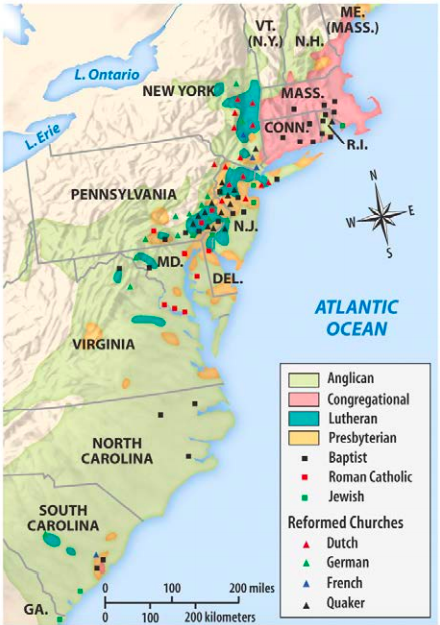 ME.
(MASS.)
VT.
(N.Y.)
N.H.
L. Ontario
NEW YORK
MASS.
L. Erie
CONN.
R.I.
PENNSYLVANIA
N
W
E
S
N.J.
MD.
DEL.
ATLANTIC
OCEAN
VIRGINIA
Anglican
Congregational
Lutheran
Presbyterian
Baptist
Roman Catholic
Jewish
Reformed Churches
Dutch
German
French
Quaker
NORTH
CAROLINA
SOUTH
CAROLINA
GA.
0 100 200 miles
0 100 200 kilometers